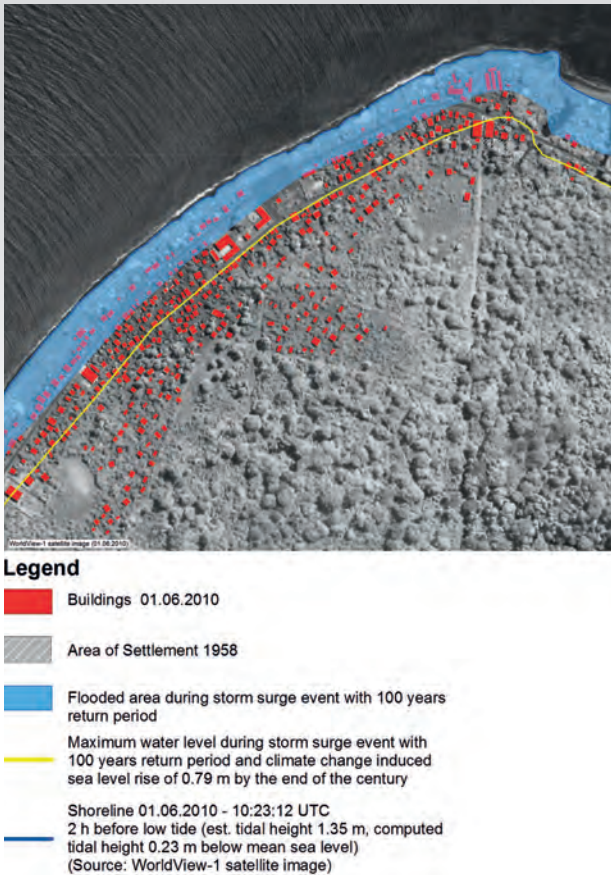 WorldView-1 satellite image (01.06.2010)
Legend
Buildings 01.06.2010
Area of Settlement 1958
Flooded area during storm surge event with 100 years
return period
Maximum water level during storm surge event with
100 years return period and climate change induced
sea level rise of 0.79 m by the end of the century
Shoreline 01.06.2010 - 10:23:12 UTC
2 h before low tide (est. tidal height 1.35 m, computed
tidal height 0.23 m below mean sea level)
(Source: WorldView-1 satellite image)